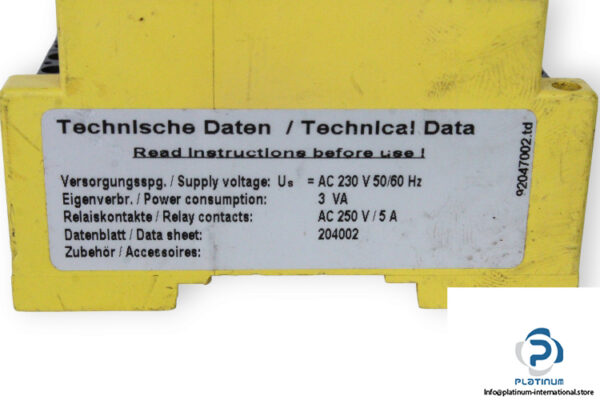 Technische Daten / Technical Data
Read instructions before use !
Versorgungsspg. / Supply voltage: Us = AC 230 V 50/60 Hz
Eigenverbr. / Power consumption: 3 VA
Relaiskontakte / Relay contacts: AC 250 V / 5 A
Datenblatt / Data sheet: 204002
Zubehör / Accessoires:
92047002.td
PLATINUM
Info@platinum-international.store